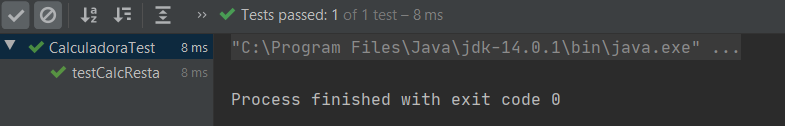 Tests passed: 1 of 1 test – 8 ms
CalculadoraTest 8 ms
testCalcResta 8 ms
"C:\Program Files\Java\jdk-14.0.1\bin\java.exe" ...
Process finished with exit code 0